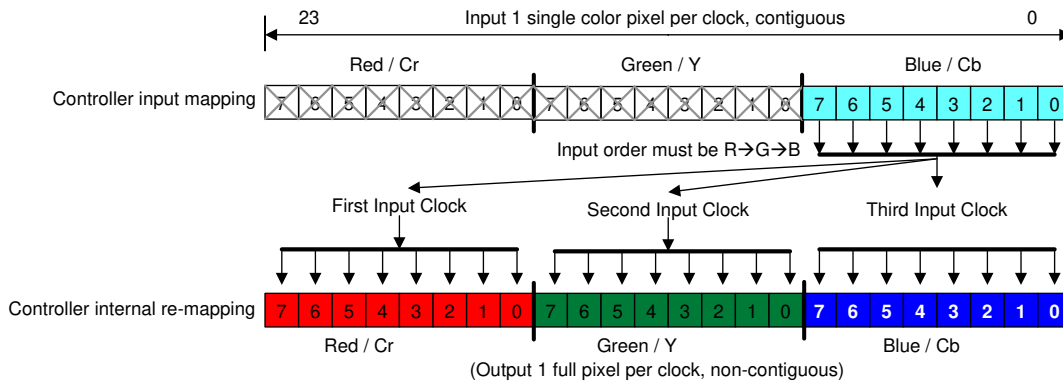 23 Input 1 single color pixel per clock, contiguous 0
Red / Cr Green / Y Blue / Cb
Controller input mapping 7 6 5 4 3 2 1 0 7 6 5 4 3 2 1 0 7 6 5 4 3 2 1 0
Input order must be R→G→B
First Input Clock Second Input Clock Third Input Clock
Controller internal re-mapping 7 6 5 4 3 2 1 0 7 6 5 4 3 2 1 0 7 6 5 4 3 2 1 0
Red / Cr Green / Y Blue / Cb
(Output 1 full pixel per clock, non-contiguous)